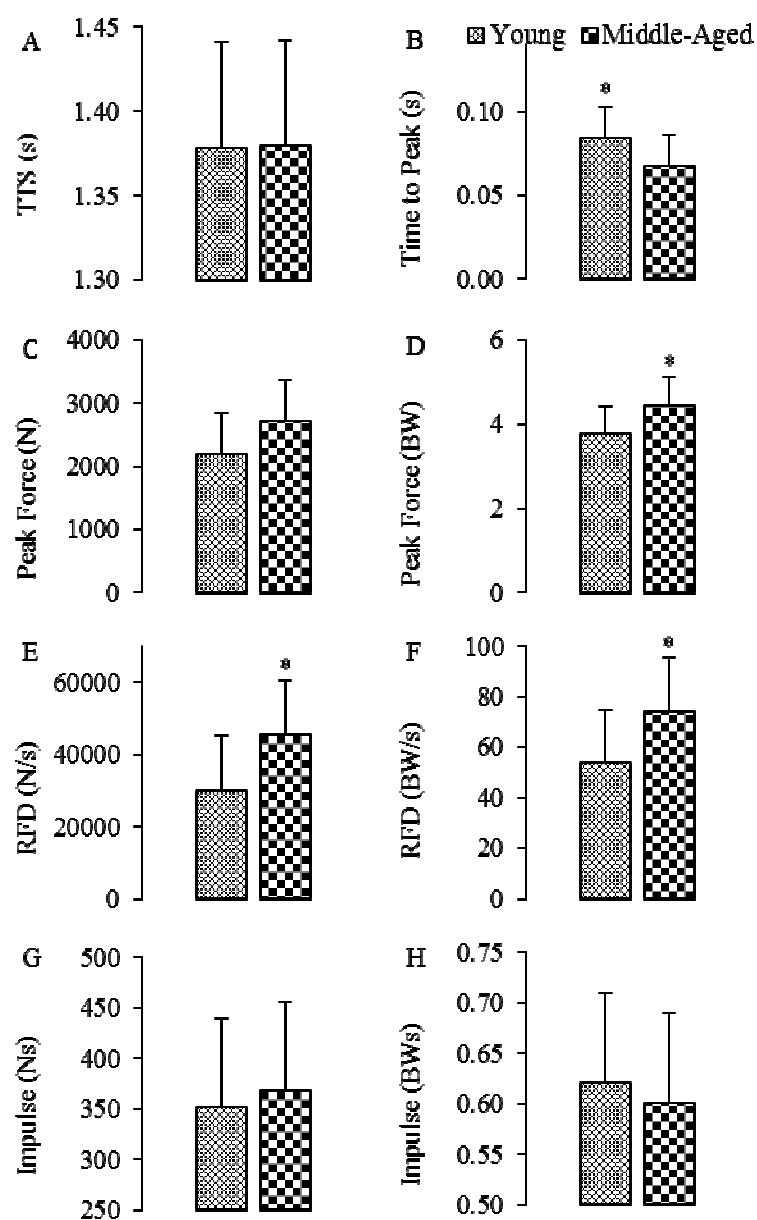 A
TTS (s)
1.45
1.40
1.35
1.30
B
Young Middle-Aged
Time to Peak (s)
0.10
0.05
0.00
*
C
Peak Force (N)
4000
3000
2000
1000
0
D
Peak Force (BW)
6
4
2
0
*
E
RFD (N/s)
60000
40000
20000
0
*
F
RFD (BW/s)
100
80
60
40
20
0
*
G
Impulse (Ns)
500
450
400
350
300
250
H
Impulse (BWs)
0.75
0.70
0.65
0.60
0.55
0.50